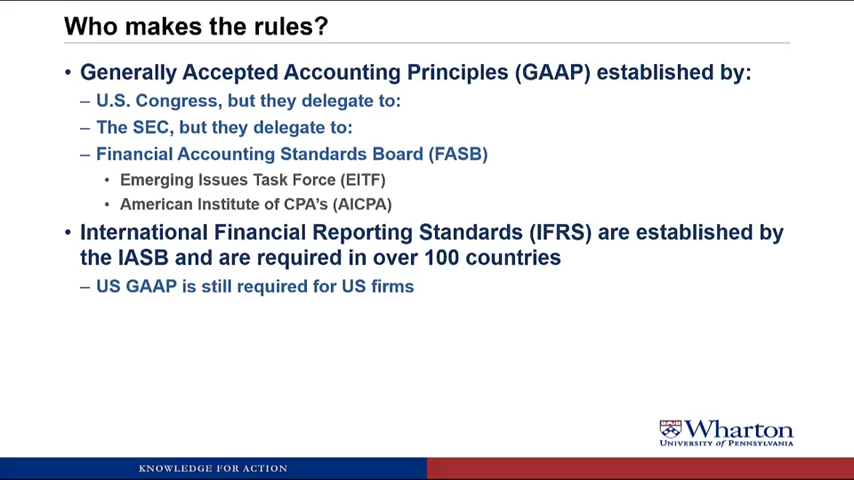 Who makes the rules?
• Generally Accepted Accounting Principles (GAAP) established by:
– U.S. Congress, but they delegate to:
– The SEC, but they delegate to:
– Financial Accounting Standards Board (FASB)
• Emerging Issues Task Force (EITF)
• American Institute of CPA's (AICPA)
• International Financial Reporting Standards (IFRS) are established by
the IASB and are required in over 100 countries
– US GAAP is still required for US firms
Wharton
UNIVERSITY OF PENNSYLVANIA
KNOWLEDGE FOR ACTION